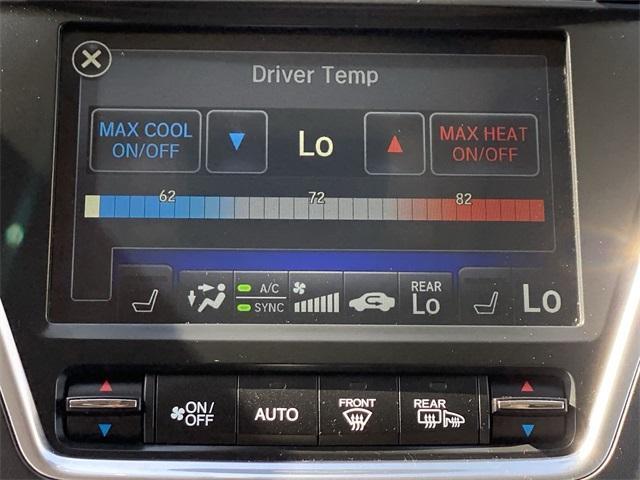 Driver Temp
MAX COOL
ON/OFF
Lo
MAX HEAT
ON/OFF
62
72
82
A/C
SYNC
REAR
Lo
Lo
ON/
OFF
AUTO
FRONT
REAR